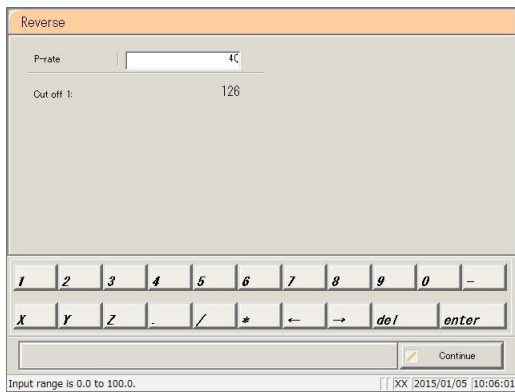 Reverse
P-rate 40
Cut off 1: 126
1 2 3 4 5 6 7 8 9 0 -
X Y Z . / * ← → del enter
Continue
Input range is 0.0 to 100.0. XX 2015/01/05 10:06:01